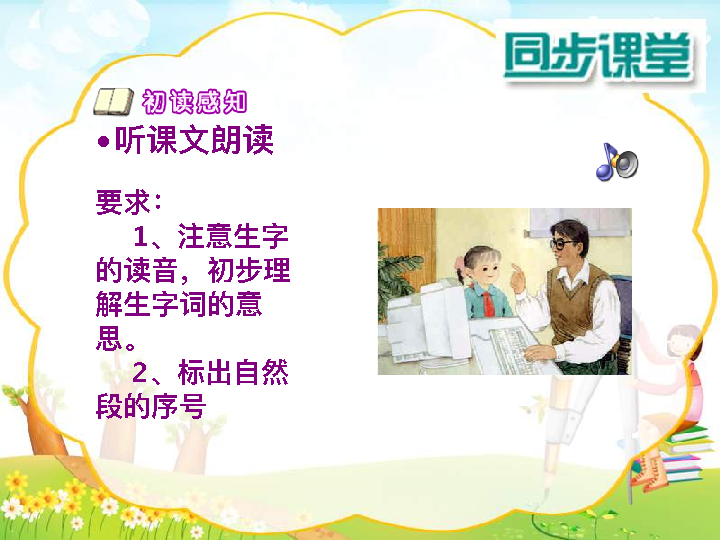 同步课堂
初读感知
•听课文朗读
要求：
1、注意生字
的读音，初步理
解生字词的意
思。
2、标出自然
段的序号